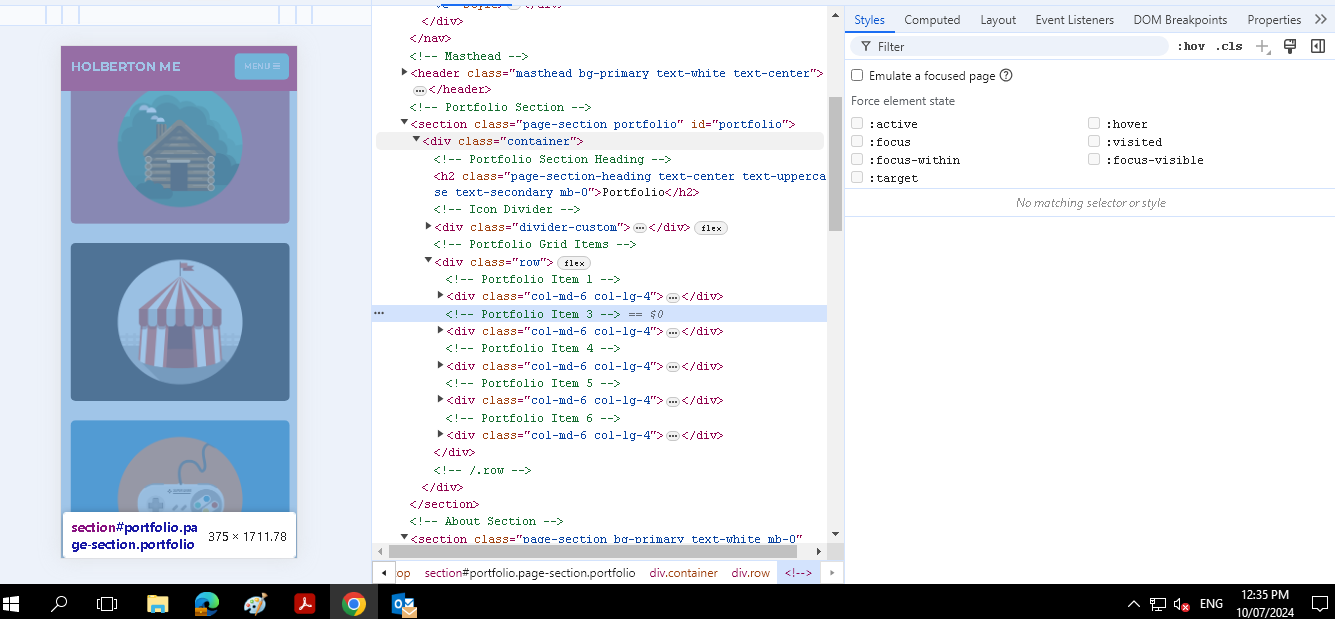 HOLBERTON ME
MENU ☰
section#portfolio.pa
ge-section.portfolio
375 × 1711.78
</div>
</nav>
<!-- Masthead -->
<header class="masthead bg-primary text-white text-center">
</header>
<!-- Portfolio Section -->
<section class="page-section portfolio" id="portfolio">
<div class="container">
<!-- Portfolio Section Heading -->
<h2 class="page-section-heading text-center text-upperca
se text-secondary mb-0">Portfolio</h2>
<!-- Icon Divider -->
<div class="divider-custom">…</div> flex
<!-- Portfolio Grid Items -->
<div class="row"> flex
<!-- Portfolio Item 1 -->
<div class="col-md-6 col-lg-4">…</div>
<!-- Portfolio Item 3 --> == $0
<div class="col-md-6 col-lg-4">…</div>
<!-- Portfolio Item 4 -->
<div class="col-md-6 col-lg-4">…</div>
<!-- Portfolio Item 5 -->
<div class="col-md-6 col-lg-4">…</div>
<!-- Portfolio Item 6 -->
<div class="col-md-6 col-lg-4">…</div>
</div>
<!-- /.row -->
</div>
</section>
<!-- About Section -->
<section class="page-section bg-primary text-white mb-0"
op section#portfolio.page-section.portfolio div.container div.row <!-->
Styles Computed Layout Event Listeners DOM Breakpoints Properties
Filter :hov .cls
Emulate a focused page
Force element state
:active :hover
:focus :visited
:focus-within :focus-visible
:target
No matching selector or style
ENG
12:35 PM
10/07/2024